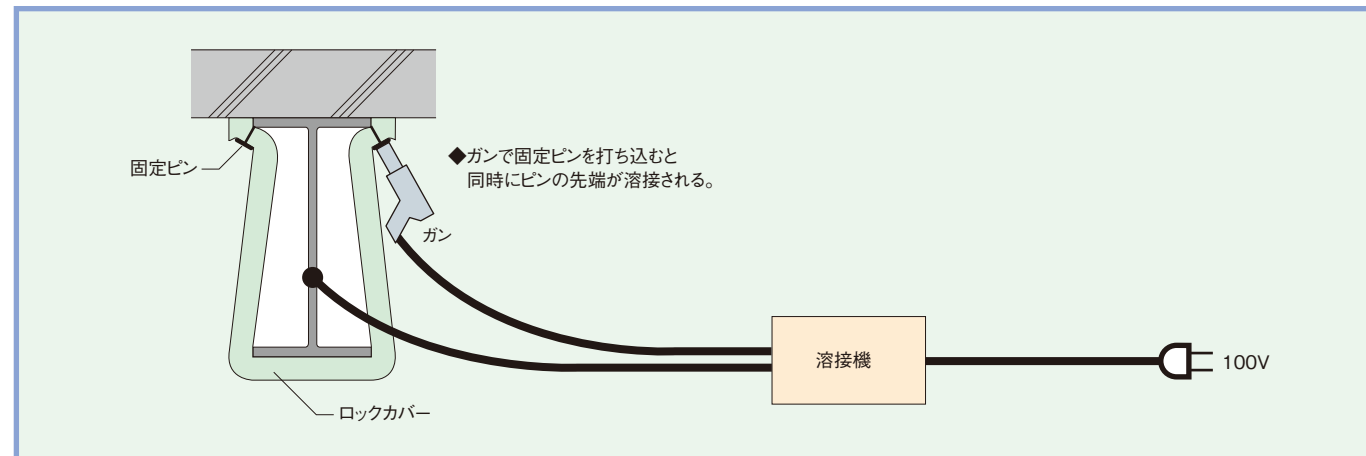 固定ピン
◆ガンで固定ピンを打ち込むと
同時にピンの先端が溶接される。
ガン
溶接機
100V
ロックカバー